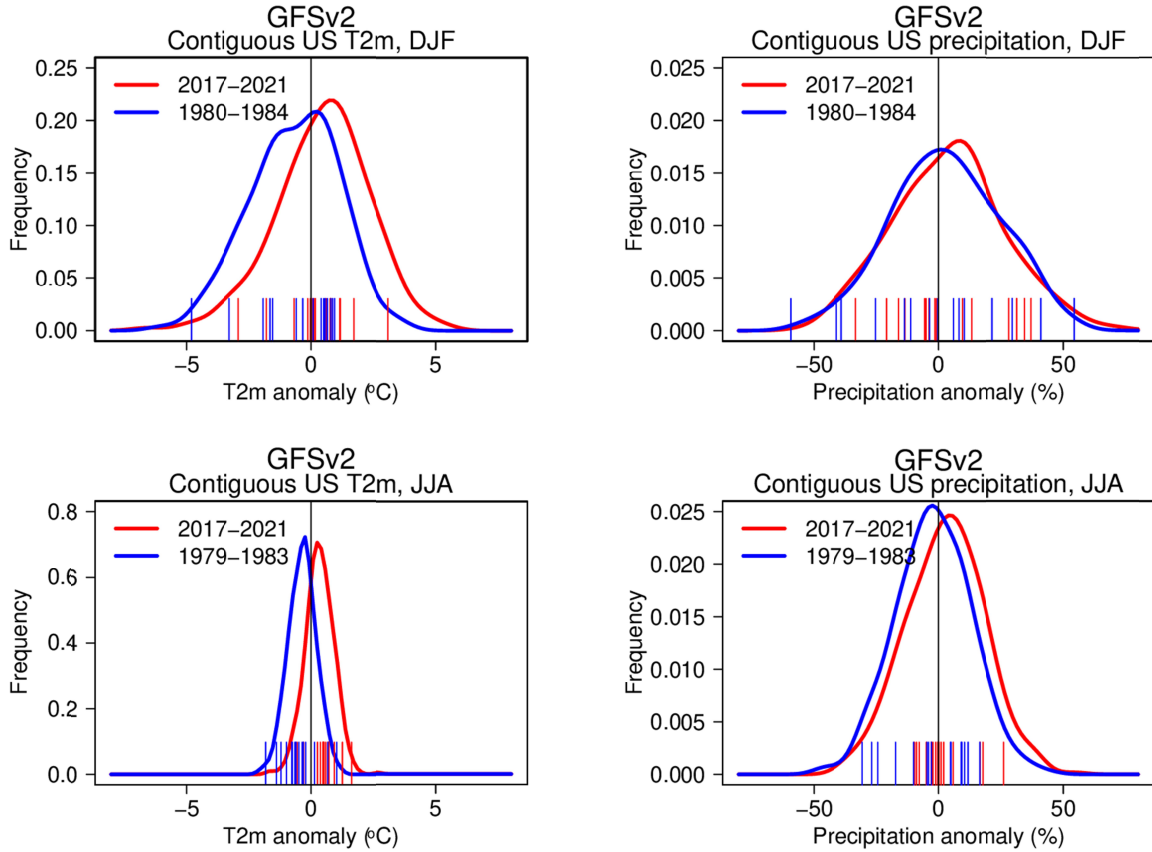 GFSv2
Contiguous US T2m, DJF
0.25
0.20
0.15
0.10
0.05
0.00
Frequency
2017−2021
1980−1984
−5
0
5
T2m anomaly (ºC)
GFSv2
Contiguous US precipitation, DJF
0.025
0.020
0.015
0.010
0.005
0.000
Frequency
2017−2021
1980−1984
−50
0
50
Precipitation anomaly (%)
GFSv2
Contiguous US T2m, JJA
0.8
0.6
0.4
0.2
0.0
Frequency
2017−2021
1979−1983
−5
0
5
T2m anomaly (ºC)
GFSv2
Contiguous US precipitation, JJA
0.025
0.020
0.015
0.010
0.005
0.000
Frequency
2017−2021
1979−1983
−50
0
50
Precipitation anomaly (%)